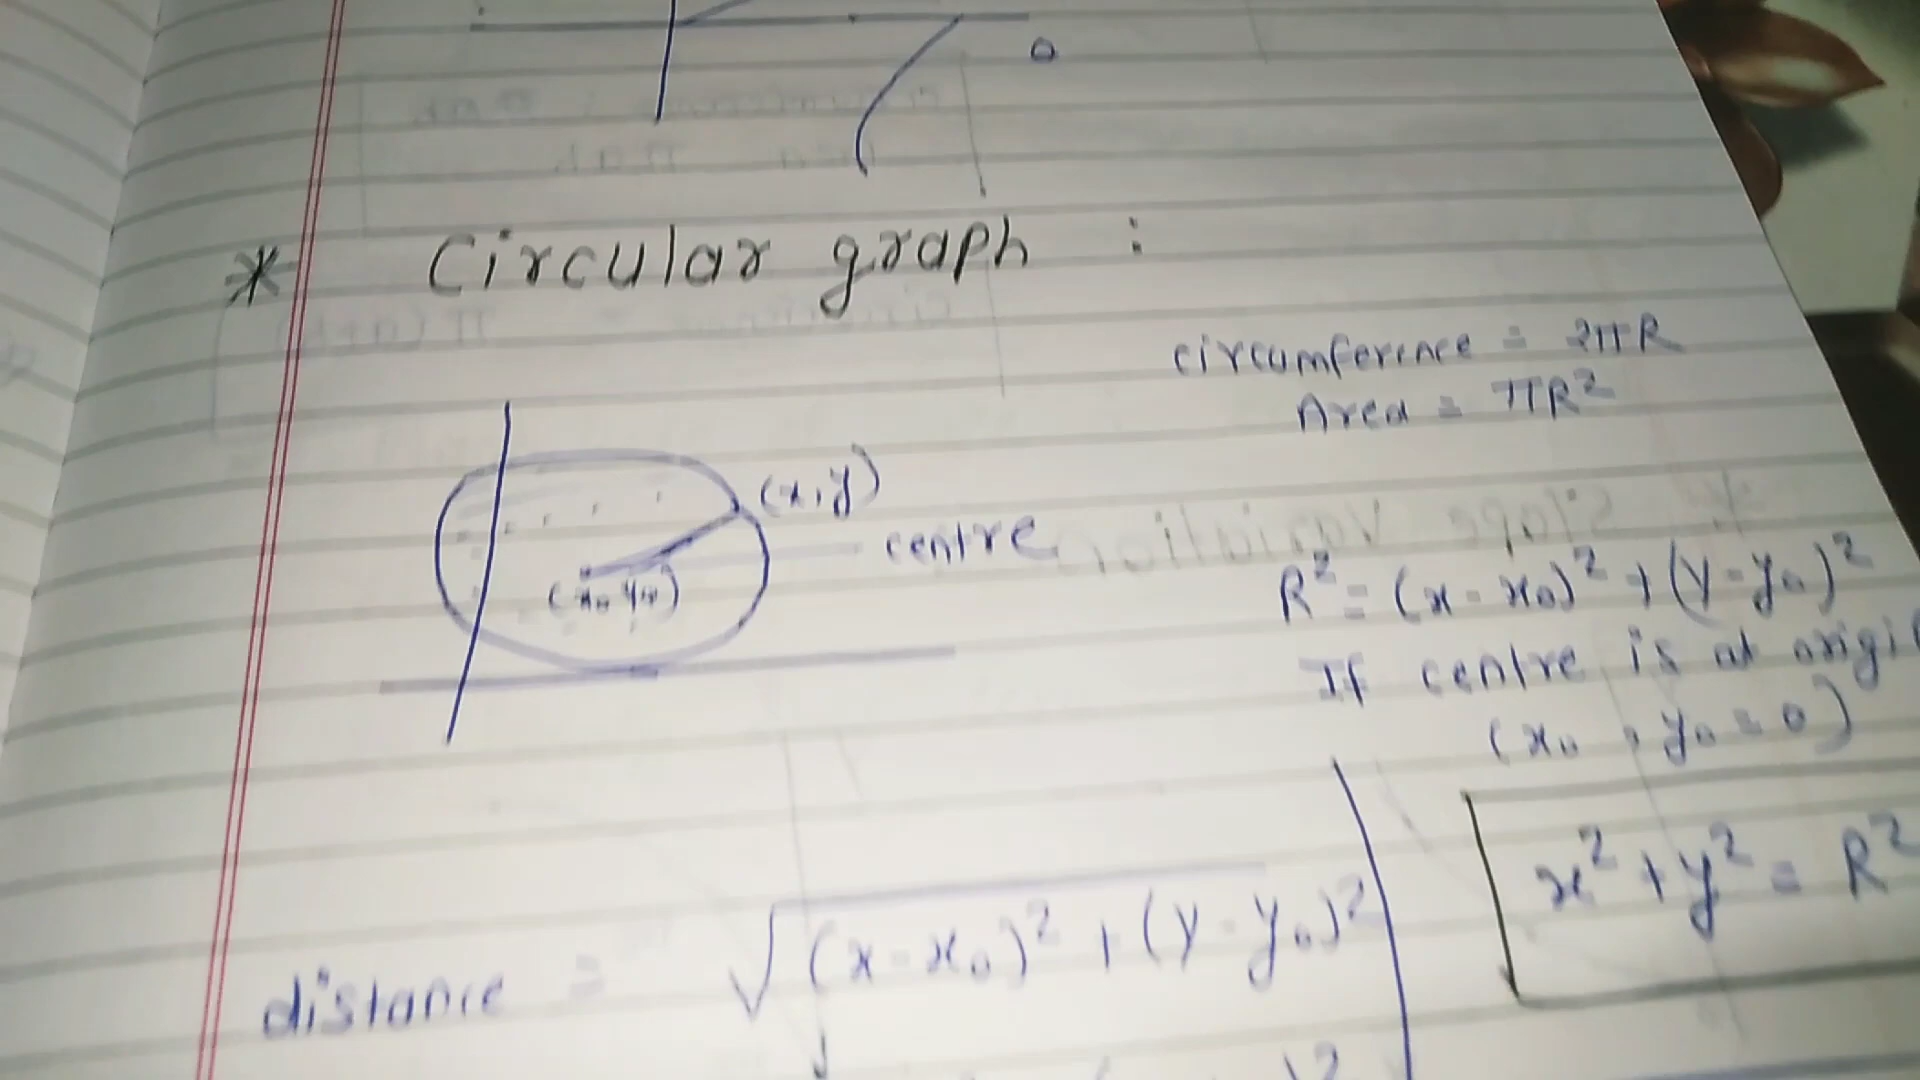 0
* Circular graph :
circumference = 2πR
Area = πR²
(x,y)
centre
(x₀ y₀)
R² = (x - x₀)² + (y - y₀)²
If centre is at origi
(x₀ , y₀ = 0)
x² + y² = R²
distance = √(x - x₀)² + (y - y₀)²